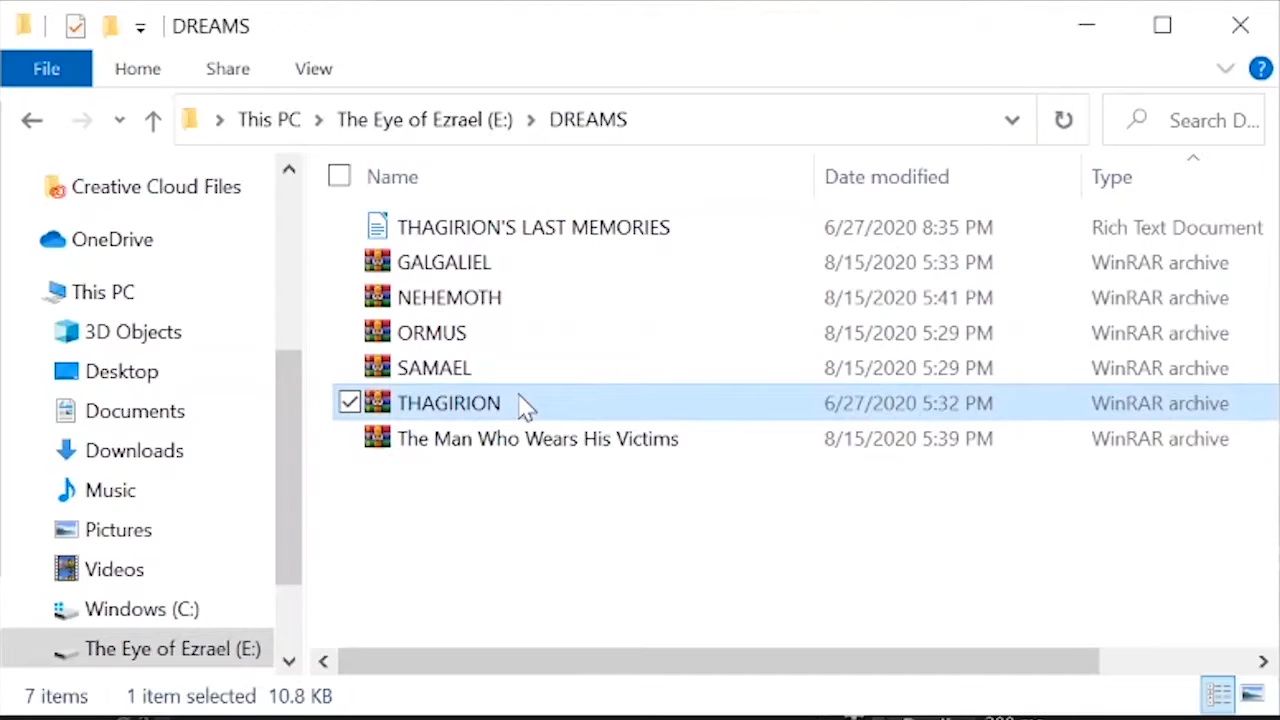 DREAMS
File Home Share View
This PC The Eye of Ezrael (E:) DREAMS Search D...
Creative Cloud Files
OneDrive
This PC
3D Objects
Desktop
Documents
Downloads
Music
Pictures
Videos
Windows (C:)
The Eye of Ezrael (E:)
Name Date modified Type
THAGIRION'S LAST MEMORIES 6/27/2020 8:35 PM Rich Text Document
GALGALIEL 8/15/2020 5:33 PM WinRAR archive
NEHEMOTH 8/15/2020 5:41 PM WinRAR archive
ORMUS 8/15/2020 5:29 PM WinRAR archive
SAMAEL 8/15/2020 5:29 PM WinRAR archive
THAGIRION 6/27/2020 5:32 PM WinRAR archive
The Man Who Wears His Victims 8/15/2020 5:39 PM WinRAR archive
7 items 1 item selected 10.8 KB